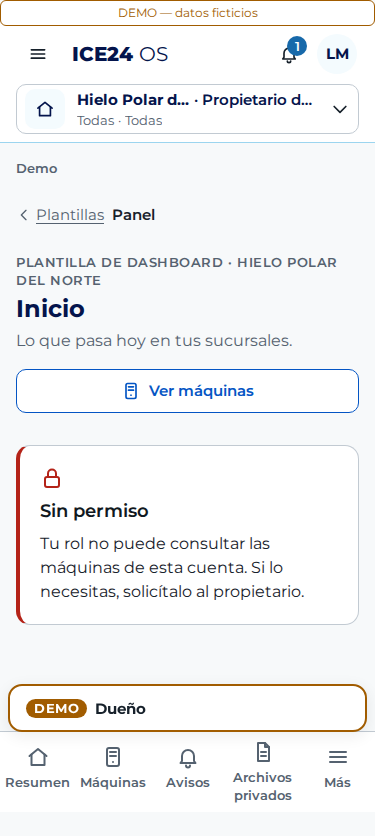 DEMO — datos ficticios
ICE24 OS
1
LM
Hielo Polar d... · Propietario d...
Todas · Todas
Demo
Plantillas Panel
PLANTILLA DE DASHBOARD · HIELO POLAR
DEL NORTE
Inicio
Lo que pasa hoy en tus sucursales.
Ver máquinas
Sin permiso
Tu rol no puede consultar las
máquinas de esta cuenta. Si lo
necesitas, solicítalo al propietario.
DEMO Dueño
Resumen
Máquinas
Avisos
Archivos
privados
Más